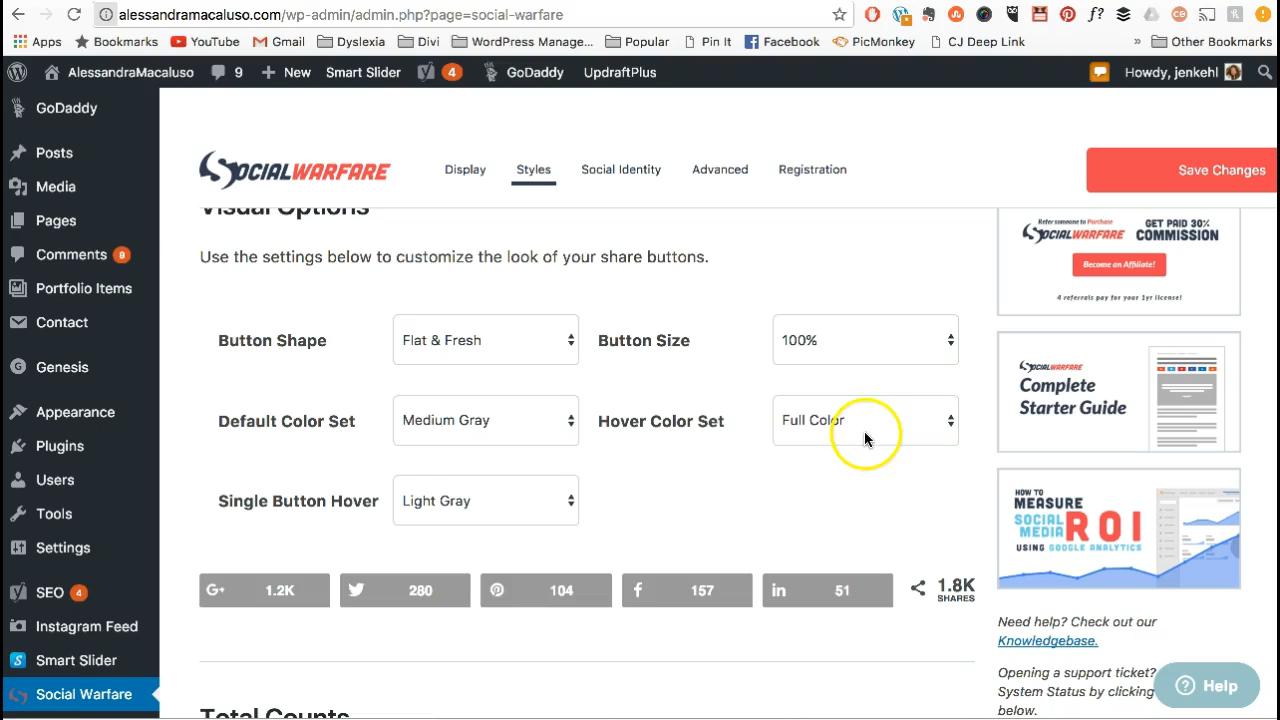 alessandramacaluso.com/wp-admin/admin.php?page=social-warfare
Apps Bookmarks YouTube Gmail Dyslexia Divi WordPress Manage... Popular Pin It Facebook PicMonkey CJ Deep Link » Other Bookmarks
AlessandraMacaluso 9 New Smart Slider 4 GoDaddy UpdraftPlus Howdy, jenkehl
GoDaddy
Posts
Media
Pages
Comments 9
Portfolio Items
Contact
Genesis
Appearance
Plugins
Users
Tools
Settings
SEO 4
Instagram Feed
Smart Slider
Social Warfare
SOCIALWARFARE Display Styles Social Identity Advanced Registration Save Changes
Visual Options
Use the settings below to customize the look of your share buttons.
Button Shape Flat & Fresh Button Size 100%
Default Color Set Medium Gray Hover Color Set Full Color
Single Button Hover Light Gray
G+ 1.2K 280 104 157 in 51 1.8K
SHARES
Total Counts
Refer someone to Purchase
SOCIALWARFARE
GET PAID 30%
COMMISSION
Become an Affiliate!
4 referrals pay for your 1yr license!
SOCIALWARFARE
Complete
Starter Guide
HOW TO
MEASURE
SOCIAL
MEDIA
ROI
USING GOOGLE ANALYTICS
Need help? Check out our
Knowledgebase.
Opening a support ticket?
System Status by clicking
below.
Help